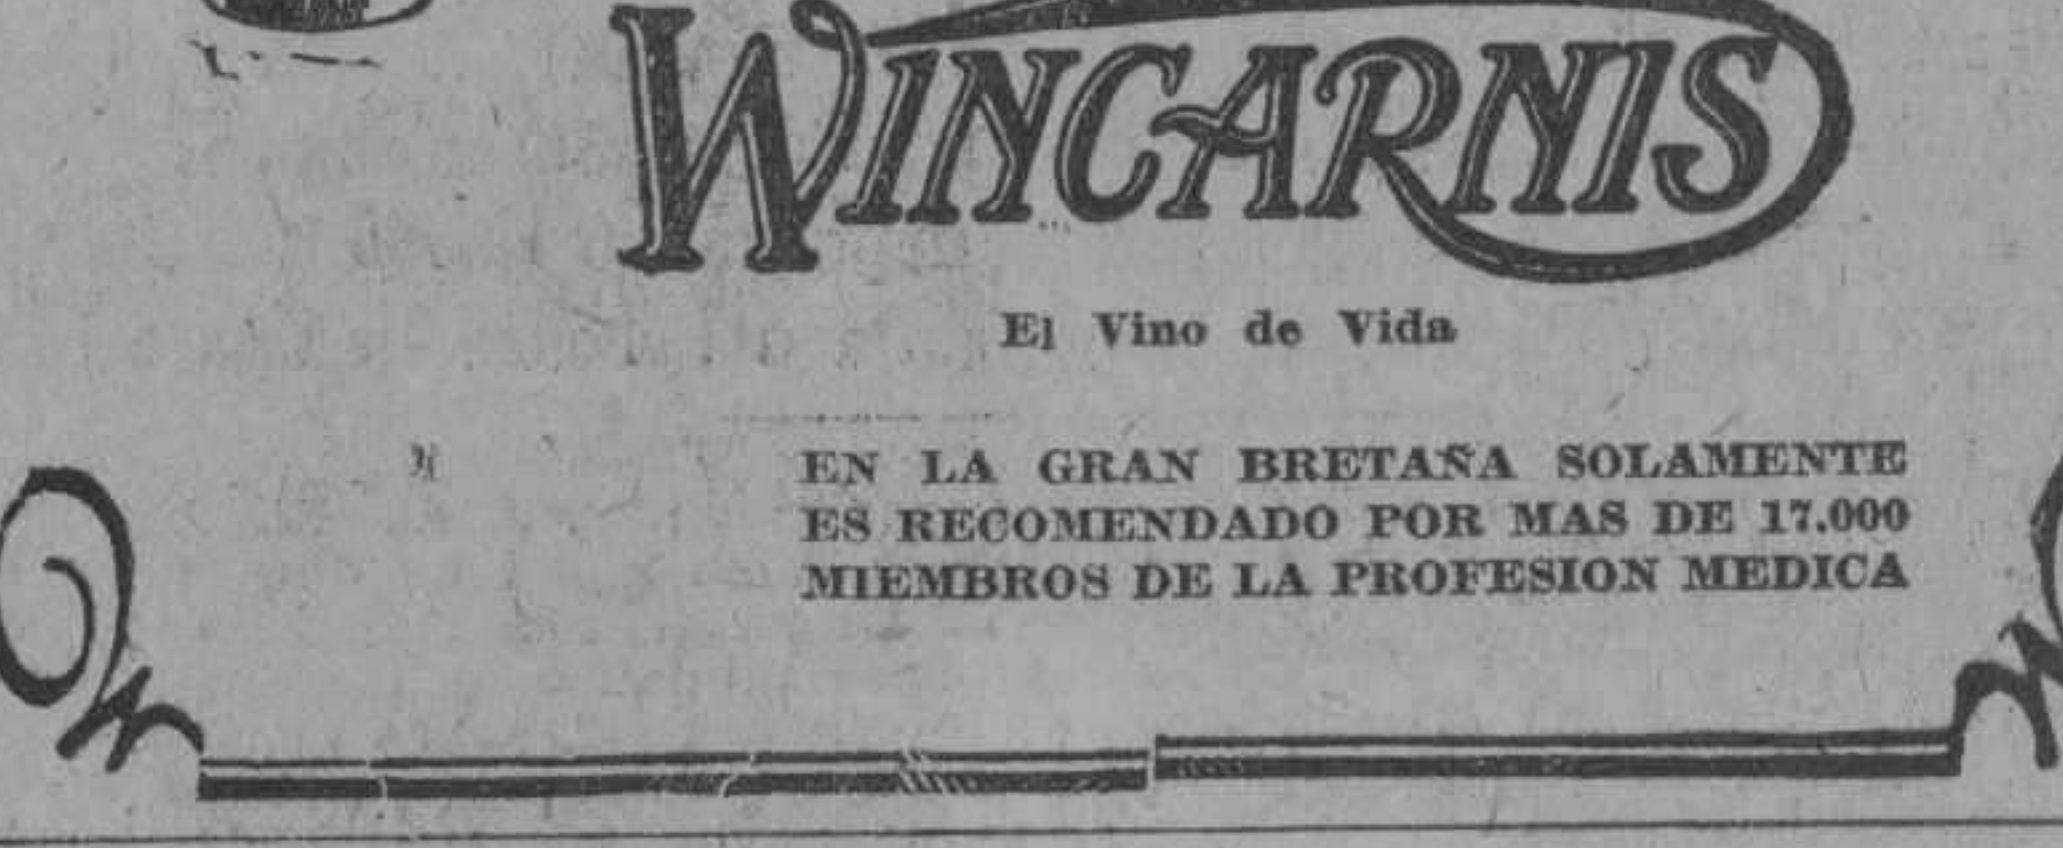 WINCARNIS
El Vino de Vida
EN LA GRAN BRETAÑA SOLAMENTE
ES RECOMENDADO POR MAS DE 17.000
MIEMBROS DE LA PROFESION MEDICA